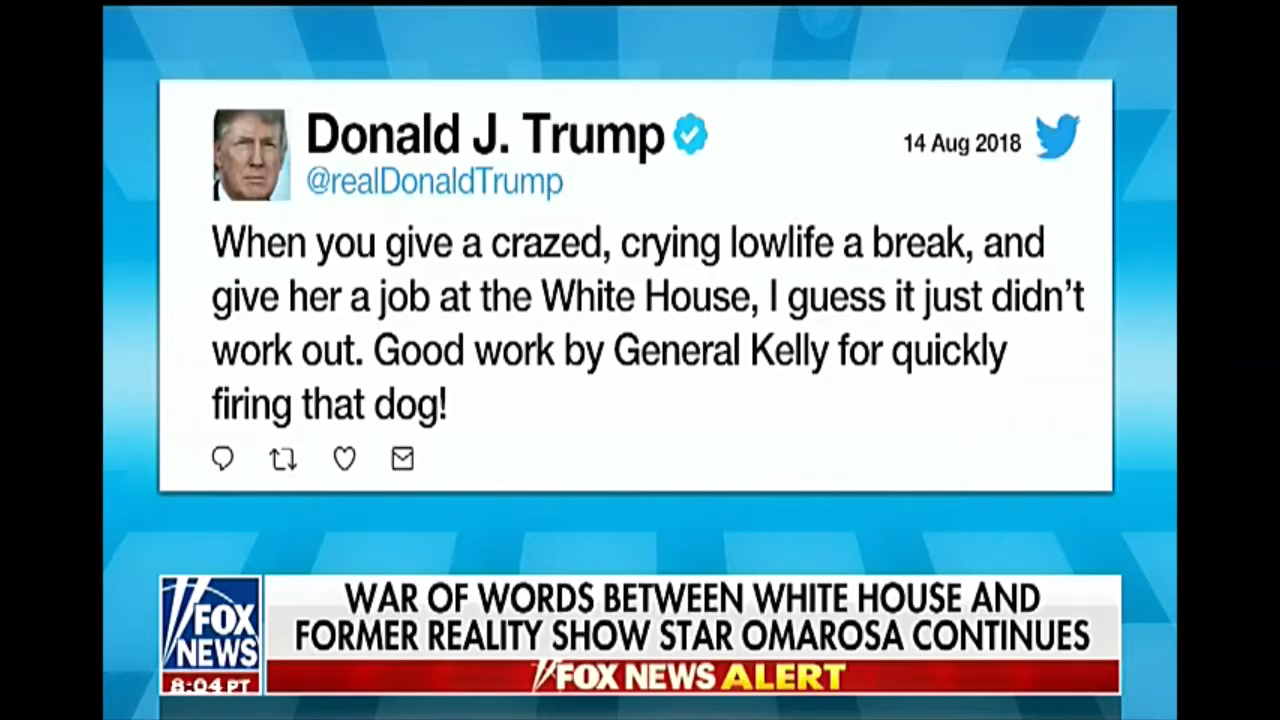 Donald J. Trump
14 Aug 2018
@realDonaldTrump
When you give a crazed, crying lowlife a break, and
give her a job at the White House, I guess it just didn't
work out. Good work by General Kelly for quickly
firing that dog!
WAR OF WORDS BETWEEN WHITE HOUSE AND
FORMER REALITY SHOW STAR OMAROSA CONTINUES
FOX
NEWS
8:04 PT
FOX NEWS ALERT